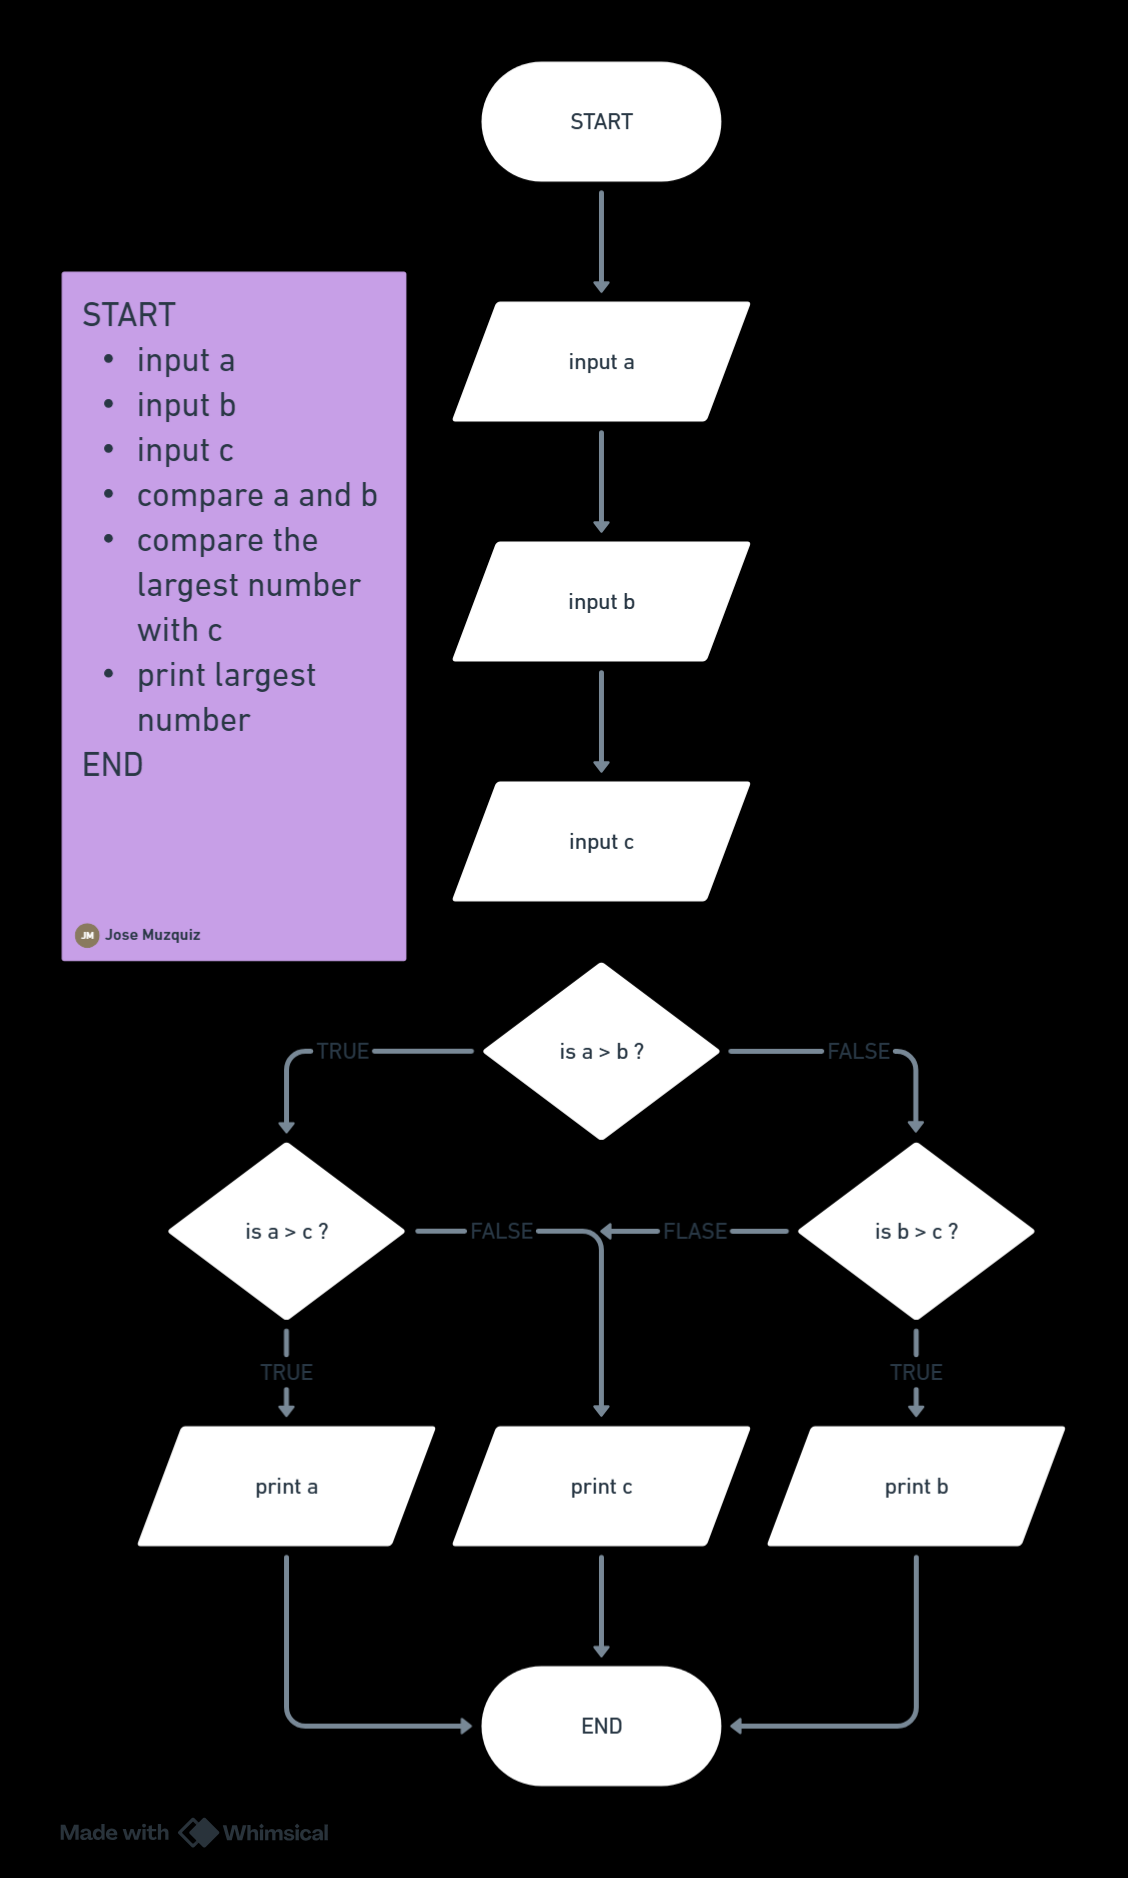 START
START
• input a
• input b
• input c
• compare a and b
• compare the
largest number
with c
• print largest
number
END
JM Jose Muzquiz
input a
input b
input c
is a > b ?
TRUE
FALSE
is a > c ?
FALSE
FLASE
is b > c ?
TRUE
TRUE
print a
print c
print b
END
Made with Whimsical